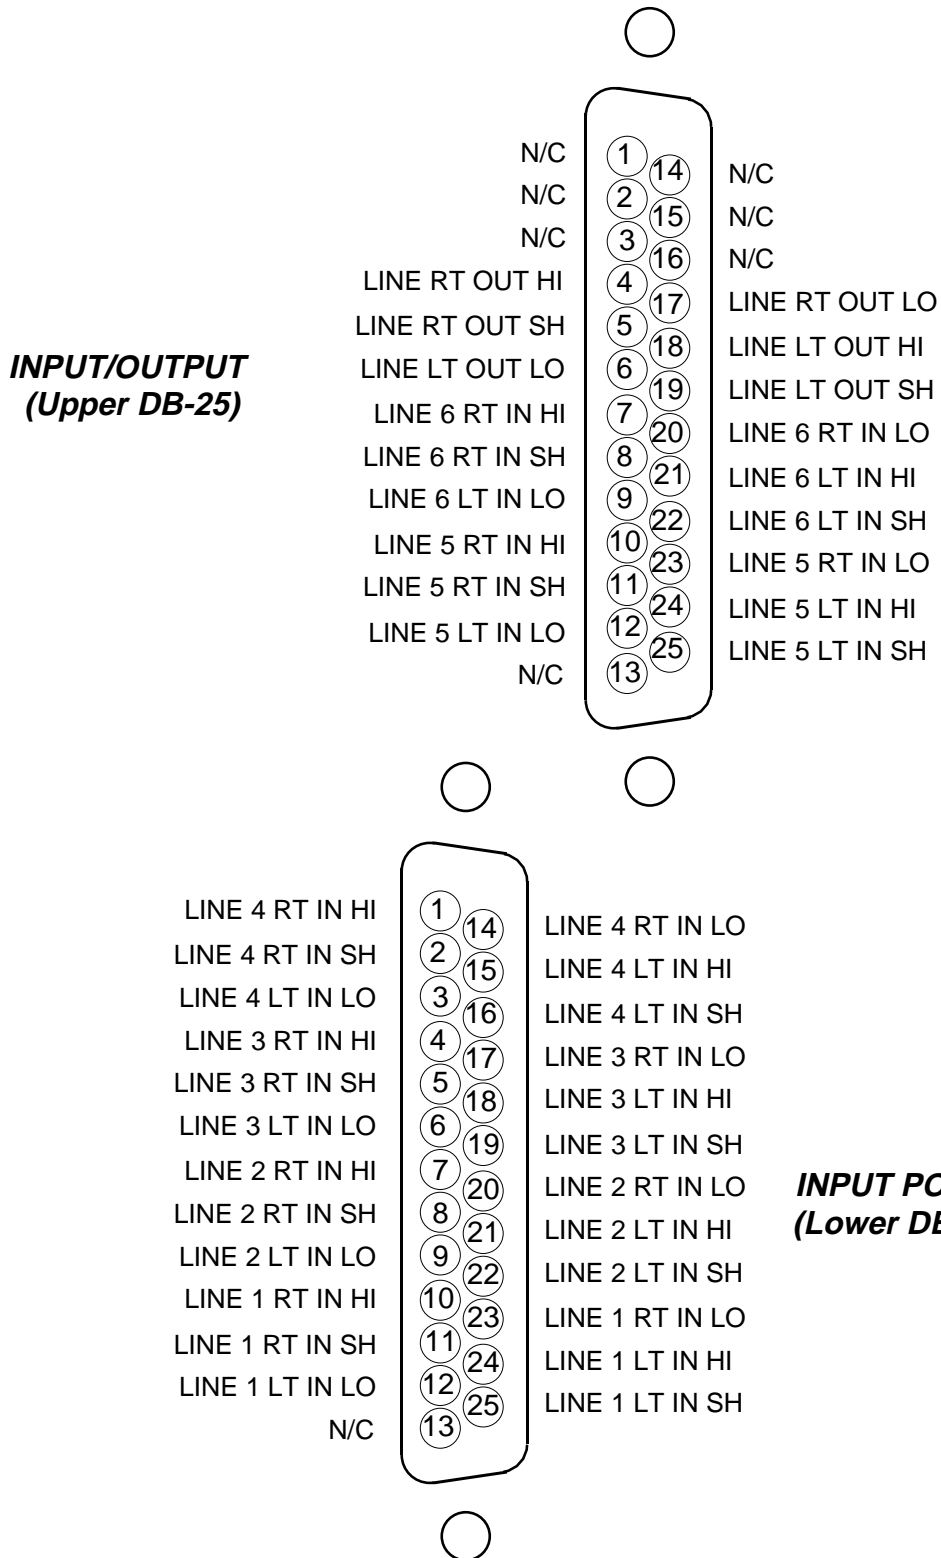 INPUT/OUTPUT
(Upper DB-25)
N/C 1
14 N/C
N/C 2
15 N/C
N/C 3
16 N/C
LINE RT OUT HI 4
17 LINE RT OUT LO
LINE RT OUT SH 5
18 LINE LT OUT HI
LINE LT OUT LO 6
19 LINE LT OUT SH
LINE 6 RT IN HI 7
20 LINE 6 RT IN LO
LINE 6 RT IN SH 8
21 LINE 6 LT IN HI
LINE 6 LT IN LO 9
22 LINE 6 LT IN SH
LINE 5 RT IN HI 10
23 LINE 5 RT IN LO
LINE 5 RT IN SH 11
24 LINE 5 LT IN HI
LINE 5 LT IN LO 12
25 LINE 5 LT IN SH
N/C 13
LINE 4 RT IN HI 1
14 LINE 4 RT IN LO
LINE 4 RT IN SH 2
15 LINE 4 LT IN HI
LINE 4 LT IN LO 3
16 LINE 4 LT IN SH
LINE 3 RT IN HI 4
17 LINE 3 RT IN LO
LINE 3 RT IN SH 5
18 LINE 3 LT IN HI
LINE 3 LT IN LO 6
19 LINE 3 LT IN SH
LINE 2 RT IN HI 7
20 LINE 2 RT IN LO
LINE 2 RT IN SH 8
21 LINE 2 LT IN HI
LINE 2 LT IN LO 9
22 LINE 2 LT IN SH
LINE 1 RT IN HI 10
23 LINE 1 RT IN LO
LINE 1 RT IN SH 11
24 LINE 1 LT IN HI
LINE 1 LT IN LO 12
25 LINE 1 LT IN SH
N/C 13
INPUT
(Lower